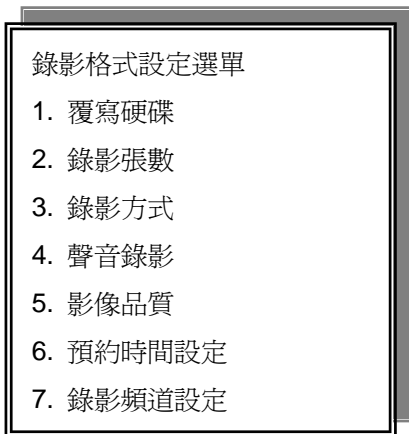 錄影格式設定選單
1. 覆寫硬碟
2. 錄影張數
3. 錄影方式
4. 聲音錄影
5. 影像品質
6. 預約時間設定
7. 錄影頻道設定